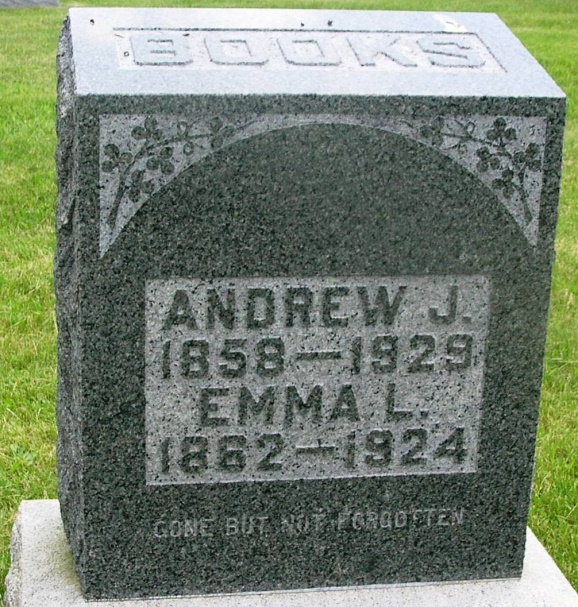 BOOKS
ANDREW J.
1858—1929
EMMA L.
1862—1924
GONE BUT NOT FORGOTTEN